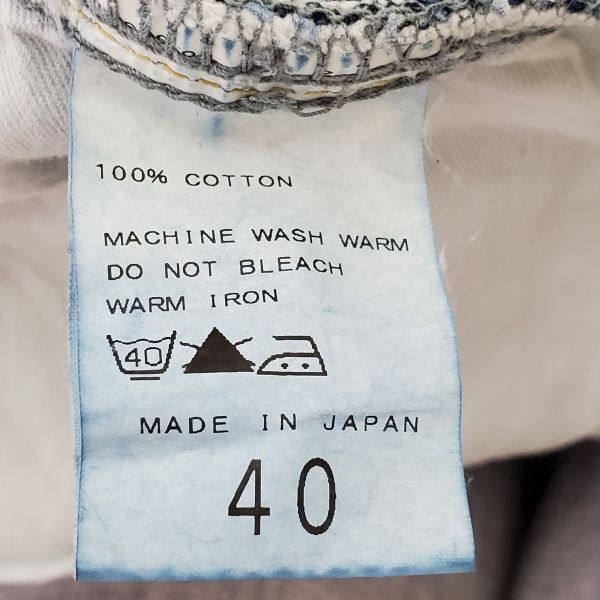 100% COTTON
MACHINE WASH WARM
DO NOT BLEACH
WARM IRON
40
MADE IN JAPAN
40